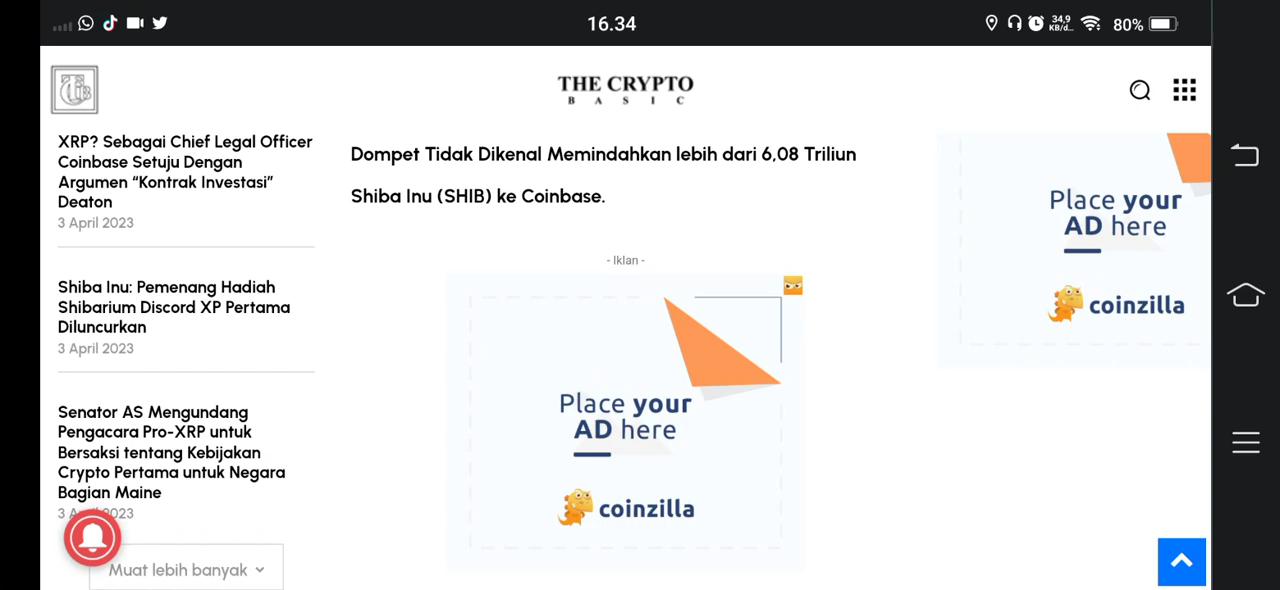 16.34
34,9
KB/d...
80%
THE CRYPTO
BASIC
XRP? Sebagai Chief Legal Officer
Coinbase Setuju Dengan
Argumen “Kontrak Investasi”
Deaton
3 April 2023
Shiba Inu: Pemenang Hadiah
Shibarium Discord XP Pertama
Diluncurkan
3 April 2023
Senator AS Mengundang
Pengacara Pro-XRP untuk
Bersaksi tentang Kebijakan
Crypto Pertama untuk Negara
Bagian Maine
3 April 2023
Muat lebih banyak
Dompet Tidak Dikenal Memindahkan lebih dari 6,08 Triliun
Shiba Inu (SHIB) ke Coinbase.
- Iklan -
Place your
AD here
coinzilla
Place your
AD here
coinzilla